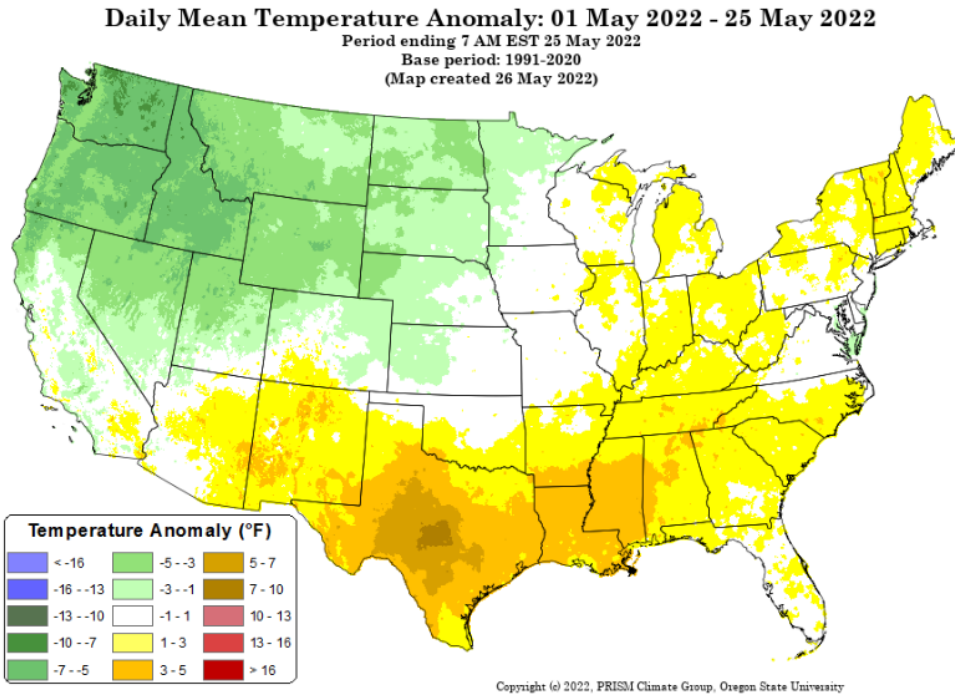 Daily Mean Temperature Anomaly: 01 May 2022 - 25 May 2022
Period ending 7 AM EST 25 May 2022
Base period: 1991-2020
(Map created 26 May 2022)
Temperature Anomaly (°F)
< -16
-16 - -13
-13 - -10
-10 - -7
-7 - -5
-5 - -3
-3 - -1
-1 - 1
1 - 3
3 - 5
5 - 7
7 - 10
10 - 13
13 - 16
> 16
Copyright (c) 2022, PRISM Climate Group, Oregon State University